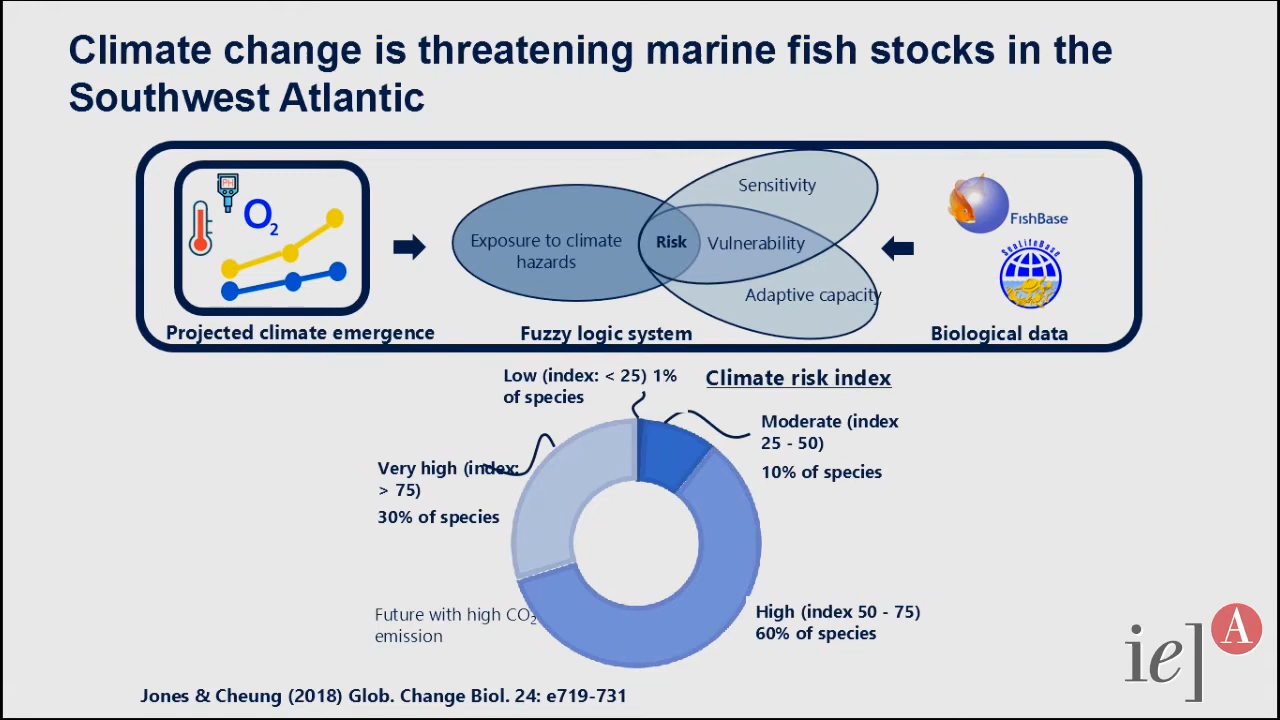 Climate change is threatening marine fish stocks in the
Southwest Atlantic
PH
O2
Projected climate emergence
Exposure to climate
hazards
Risk
Sensitivity
Vulnerability
Adaptive capacity
Fuzzy logic system
FishBase
SeaLifeBase
Biological data
Low (index: < 25) 1%
of species
Climate risk index
Moderate (index
25 - 50)
10% of species
Very high (index:
> 75)
30% of species
Future with high CO2
emission
High (index 50 - 75)
60% of species
Jones & Cheung (2018) Glob. Change Biol. 24: e719-731
ie]
A